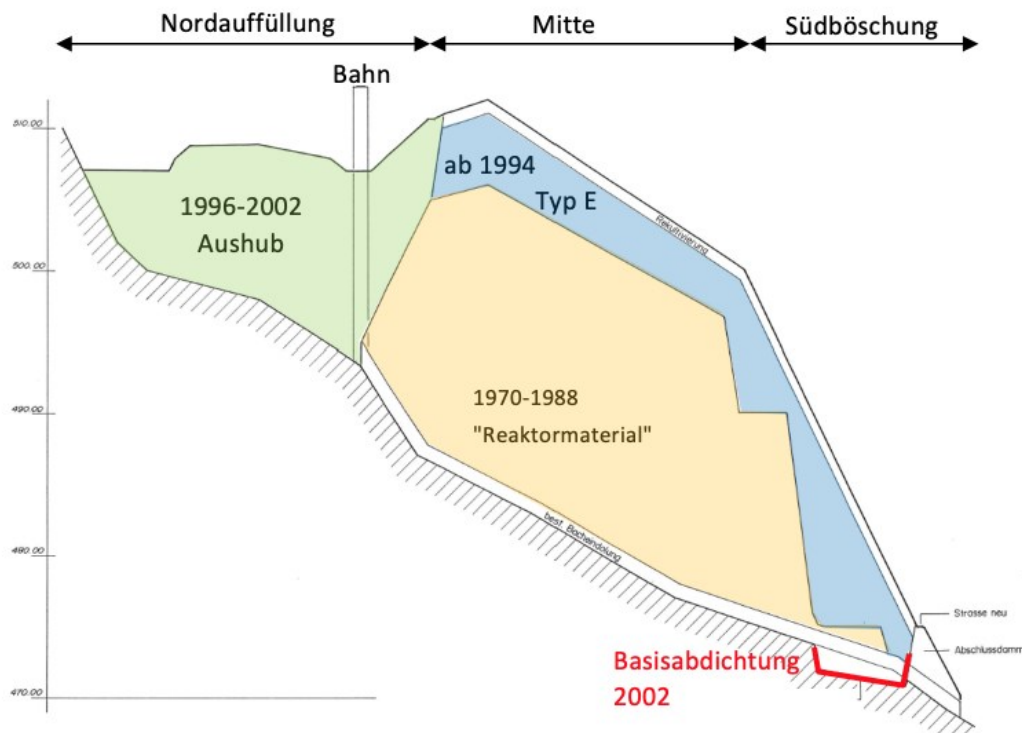 Nordauffüllung
Mitte
Südböschung
Bahn
510.00
ab 1994
Typ E
1996-2002
Aushub
Rekultivierung
500.00
1970-1988
"Reaktormaterial"
490.00
best. Bacheindolung
480.00
Strasse neu
Abschlussdamm
Basisabdichtung
2002
470.00